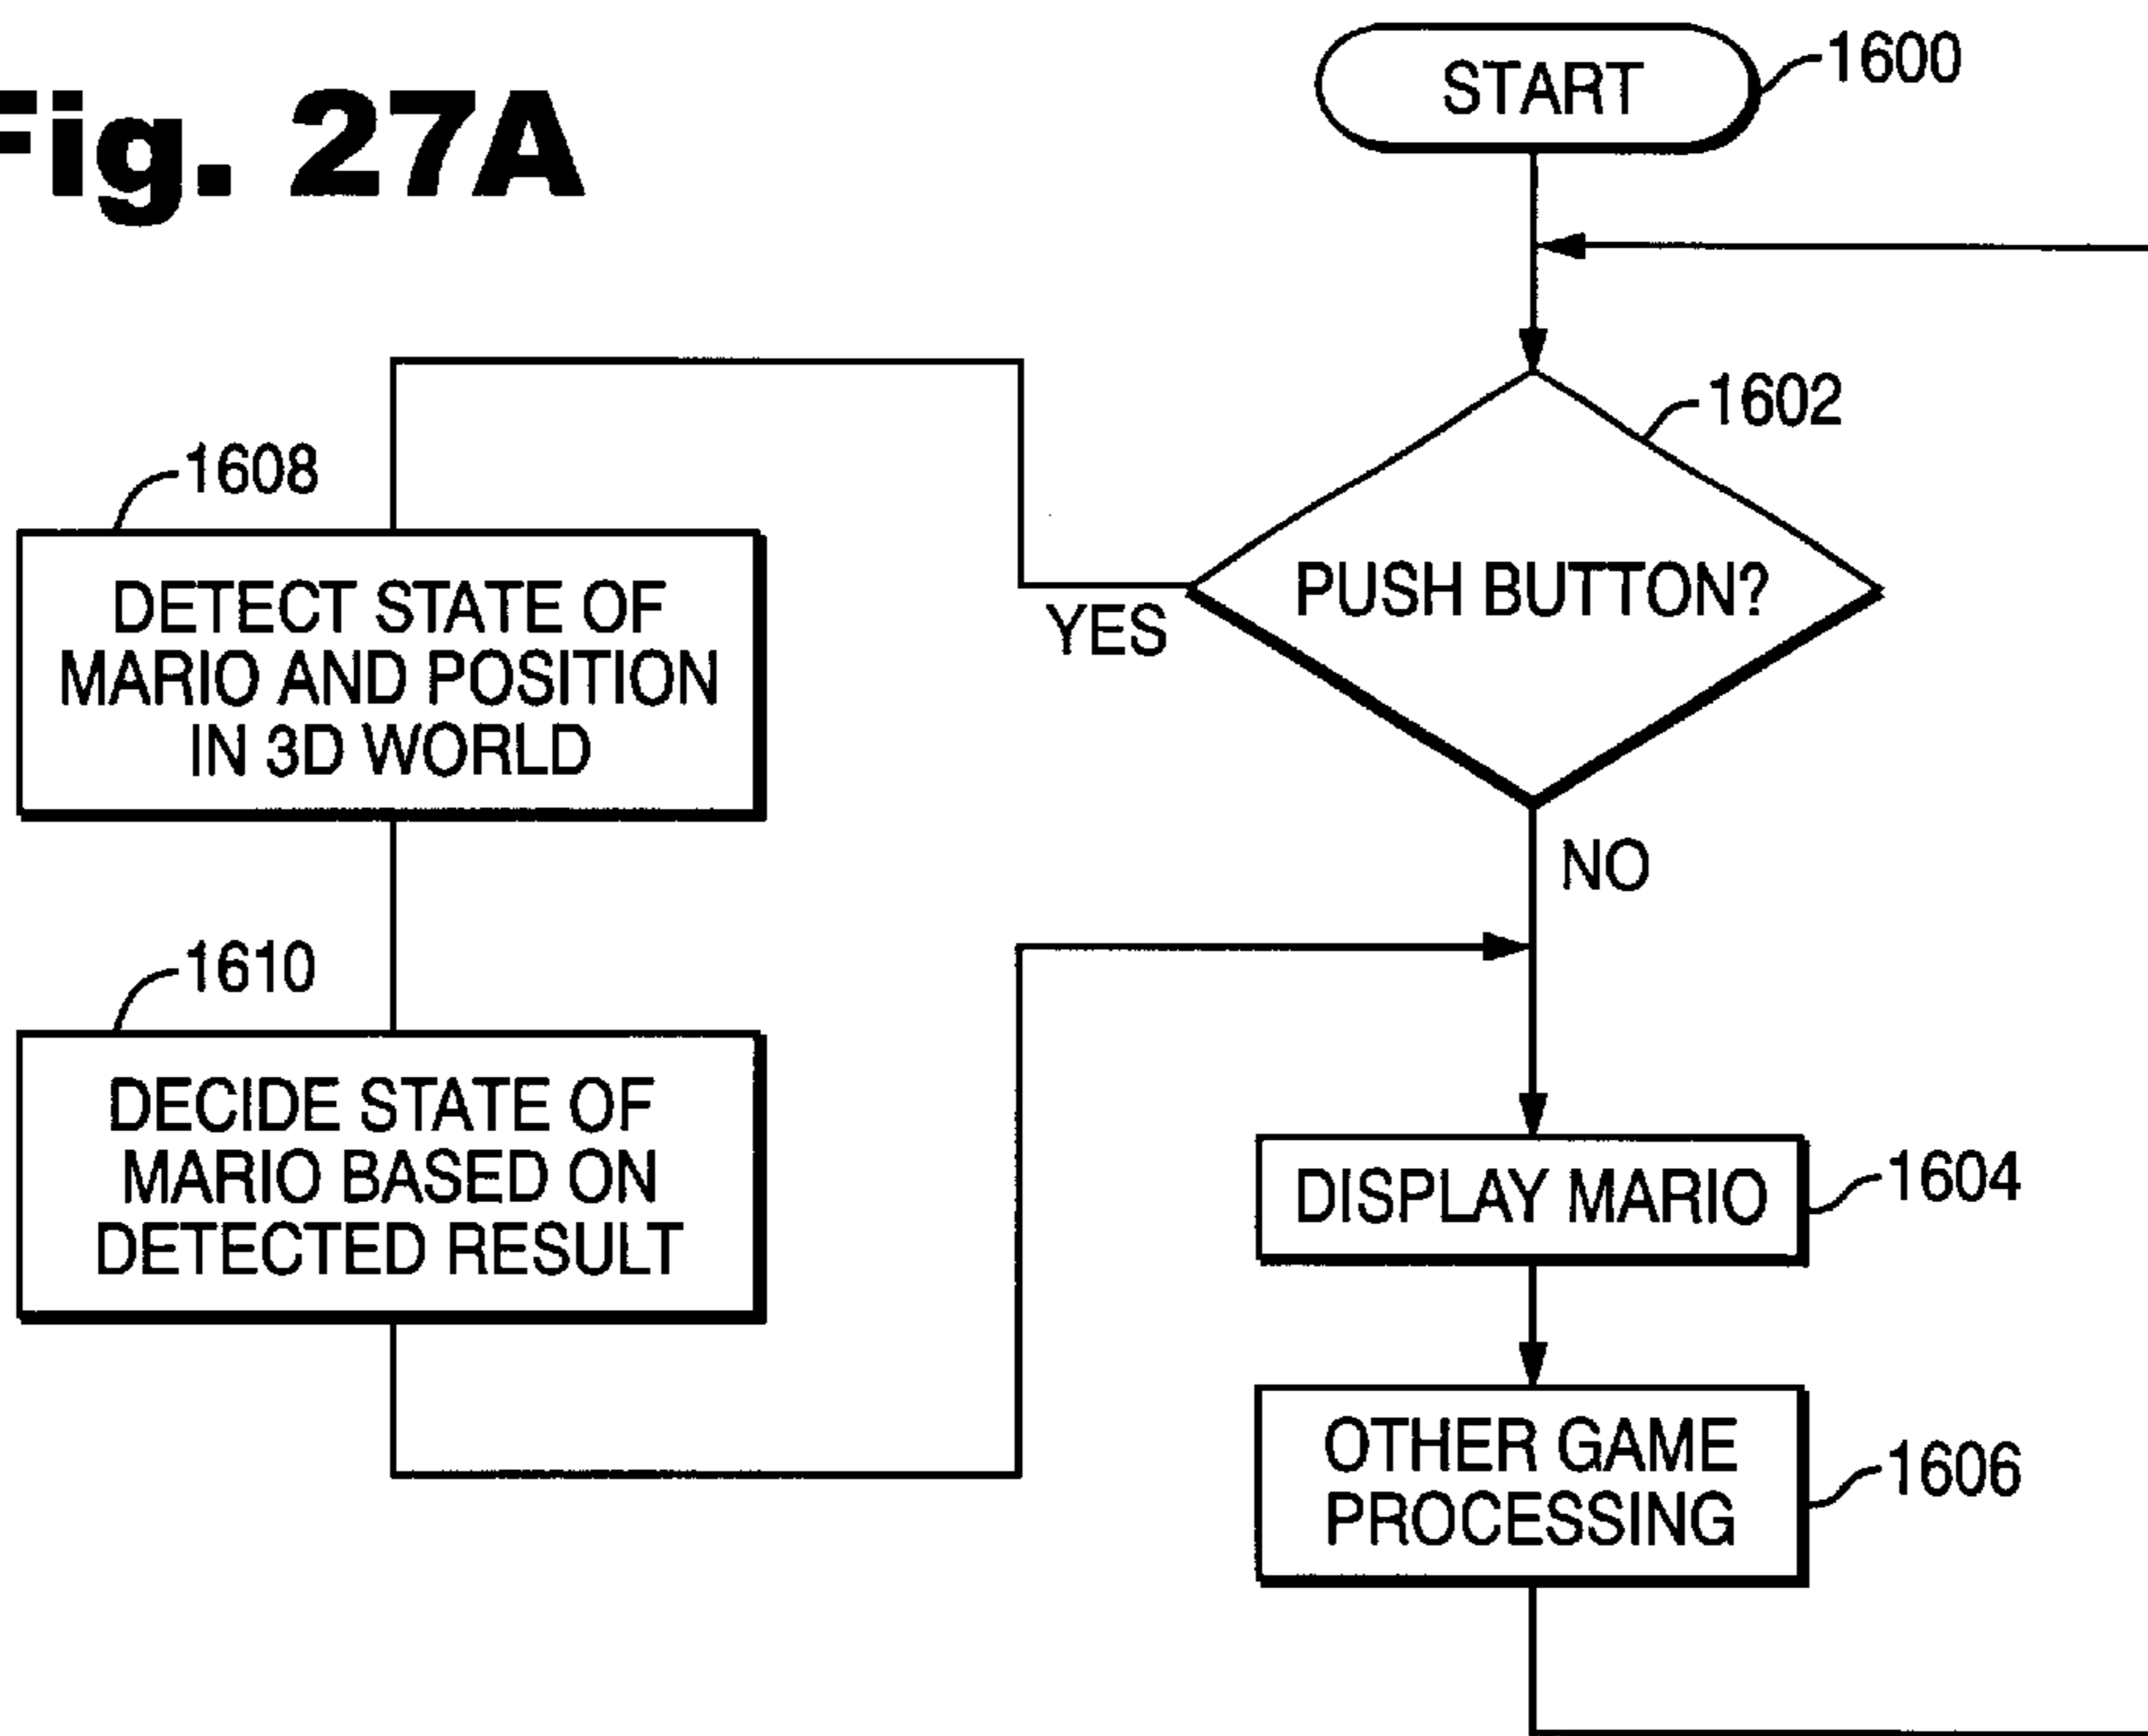 Fig. 27A
START
1600
1602
PUSH BUTTON?
YES
NO
1608
DETECT STATE OF
MARIO AND POSITION
IN 3D WORLD
1610
DECIDE STATE OF
MARIO BASED ON
DETECTED RESULT
DISPLAY MARIO
1604
OTHER GAME
PROCESSING
1606